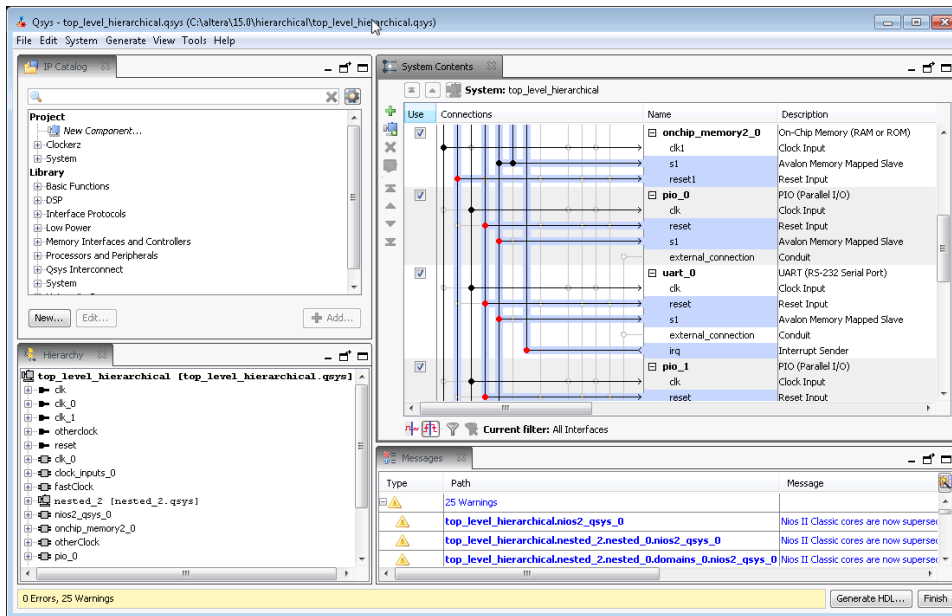 Qsys - top_level_hierarchical.qsys (C:\altera\15.0\hierarchical\top_level_hierarchical.qsys)
File Edit System Generate View Tools Help
IP Catalog
Project
New Component...
Clockerz
System
Library
Basic Functions
DSP
Interface Protocols
Low Power
Memory Interfaces and Controllers
Processors and Peripherals
Qsys Interconnect
System
New... Edit... Add...
Hierarchy
top_level_hierarchical [top_level_hierarchical.qsys]
clk
clk_0
clk_1
otherclock
reset
clk_0
clock_inputs_0
fastClock
nested_2 [nested_2.qsys]
nios2_qsys_0
onchip_memory2_0
otherClock
pio_0
System Contents
System: top_level_hierarchical
Use Connections Name Description
onchip_memory2_0 On-Chip Memory (RAM or ROM)
clk1 Clock Input
s1 Avalon Memory Mapped Slave
reset1 Reset Input
pio_0 PIO (Parallel I/O)
clk Clock Input
reset Reset Input
s1 Avalon Memory Mapped Slave
external_connection Conduit
uart_0 UART (RS-232 Serial Port)
clk Clock Input
reset Reset Input
s1 Avalon Memory Mapped Slave
external_connection Conduit
irq Interrupt Sender
pio_1 PIO (Parallel I/O)
clk Clock Input
reset Reset Input
Current filter: All Interfaces
Messages
Type Path Message
25 Warnings
top_level_hierarchical.nios2_qsys_0 Nios II Classic cores are now supersed
top_level_hierarchical.nested_2.nested_0.nios2_qsys_0 Nios II Classic cores are now supersed
top_level_hierarchical.nested_2.nested_0.domains_0.nios2_qsys_0 Nios II Classic cores are now supersed
0 Errors, 25 Warnings
Generate HDL... Finish